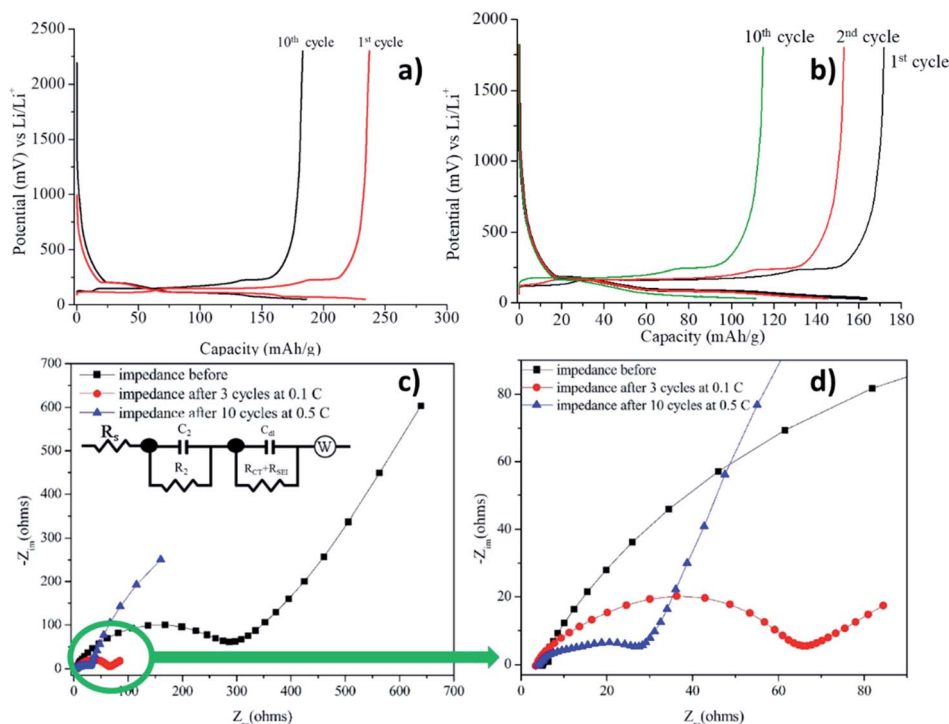 a)
10th cycle
1st cycle
Potential (mV) vs Li/Li+
2500
2000
1500
1000
500
0
0 50 100 150 200 250 300 350
Capacity (mAh/g)
b)
10th cycle
2nd cycle
1st cycle
Potential (mV) vs Li/Li+
2000
1500
1000
500
0
0 20 40 60 80 100 120 140 160 180
Capacity (mAh/g)
c)
impedance before
impedance after 3 cycles at 0.1 C
impedance after 10 cycles at 0.5 C
Rs
C2
R2
Cdl
RCT+RSEI
W
-Zim(ohms)
700
600
500
400
300
200
100
0
0 100 200 300 400 500 600 700
(ohms)
d)
impedance before
impedance after 3 cycles at 0.1 C
impedance after 10 cycles at 0.5 C
-Zim(ohms)
80
60
40
20
0
0 20 40 60 80
(ohms)